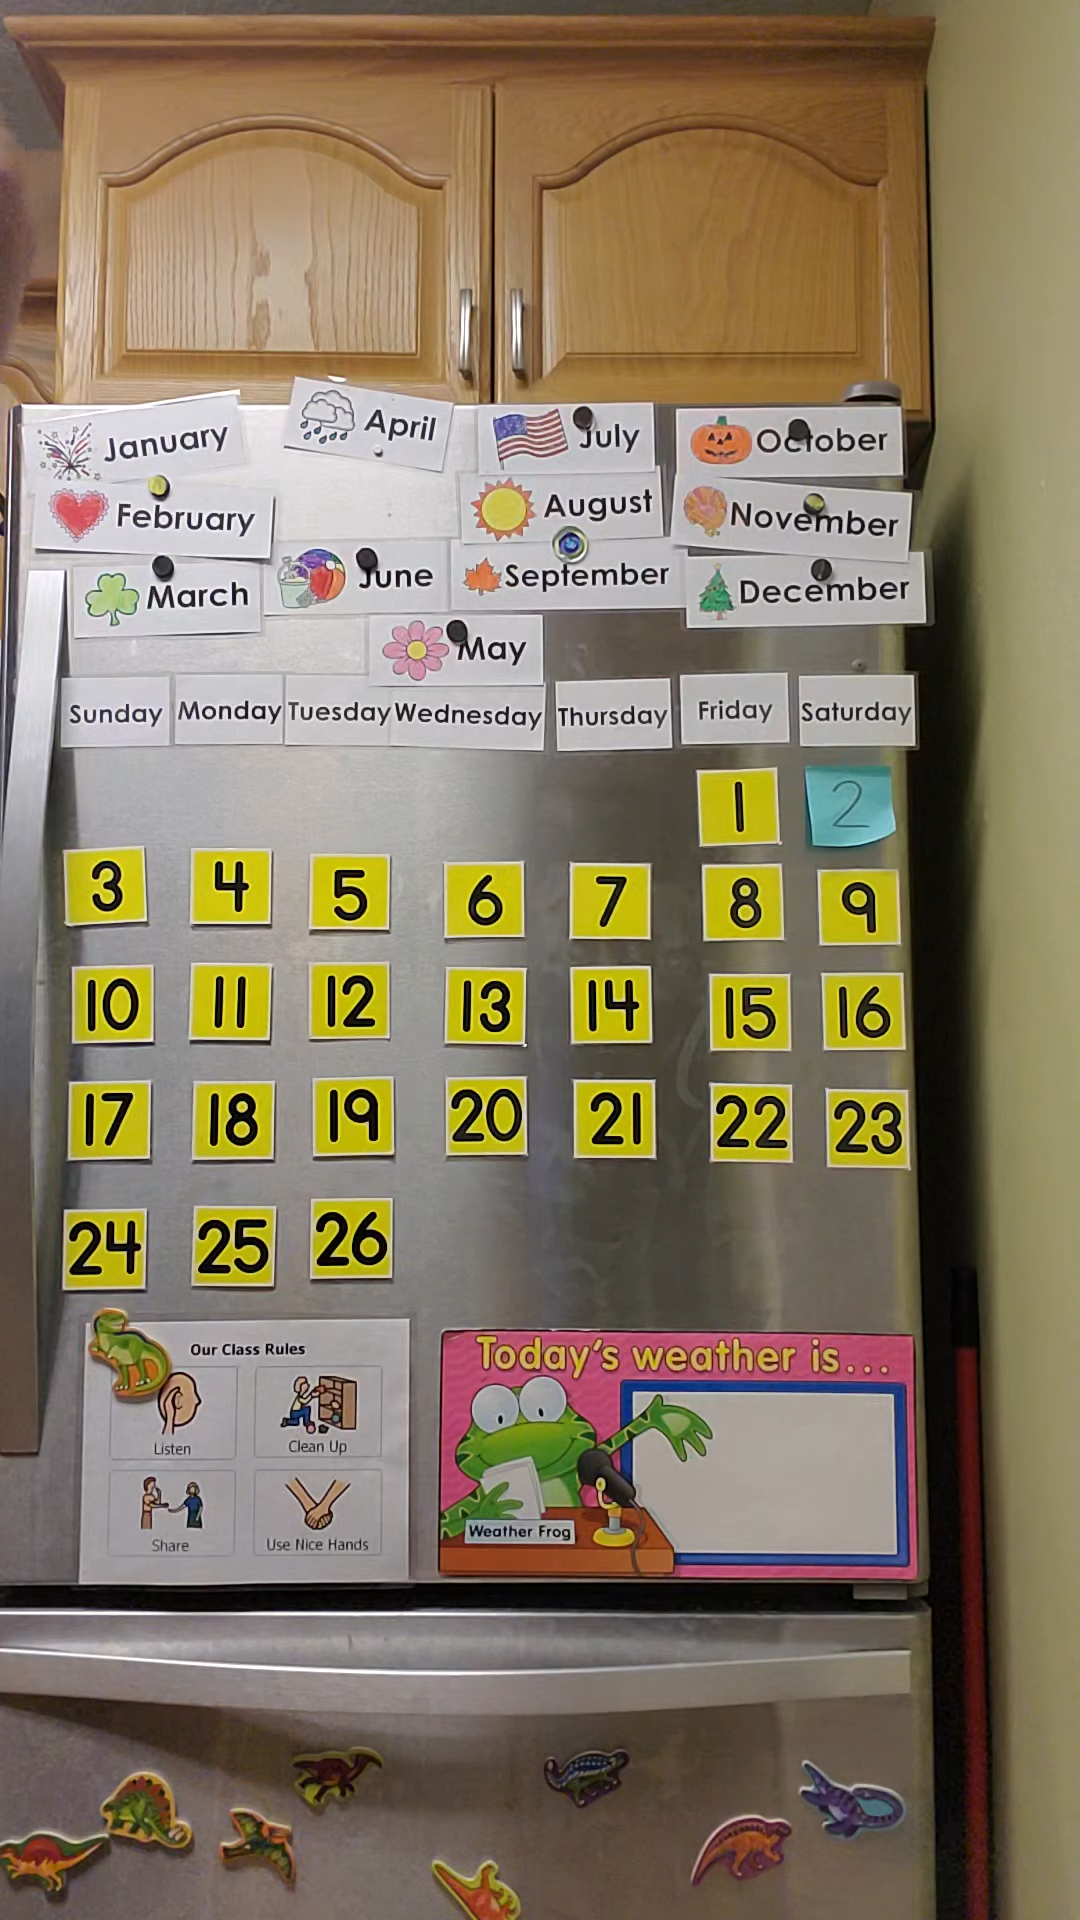 January
April
July
October
February
August
November
March
June
September
December
May
Sunday Monday Tuesday Wednesday Thursday Friday Saturday
1 2
3 4 5 6 7 8 9
10 11 12 13 14 15 16
17 18 19 20 21 22 23
24 25 26
Our Class Rules
Listen
Clean Up
Share
Use Nice Hands
Today's weather is...
Weather Frog